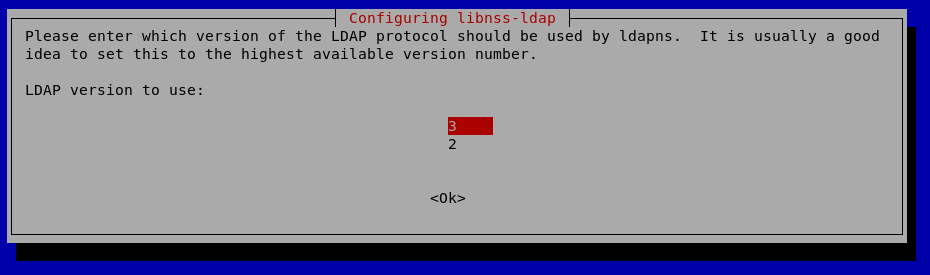 Configuring libnss-ldap
Please enter which version of the LDAP protocol should be used by ldapns.  It is usually a good
idea to set this to the highest available version number.
LDAP version to use:
3
2
<Ok>